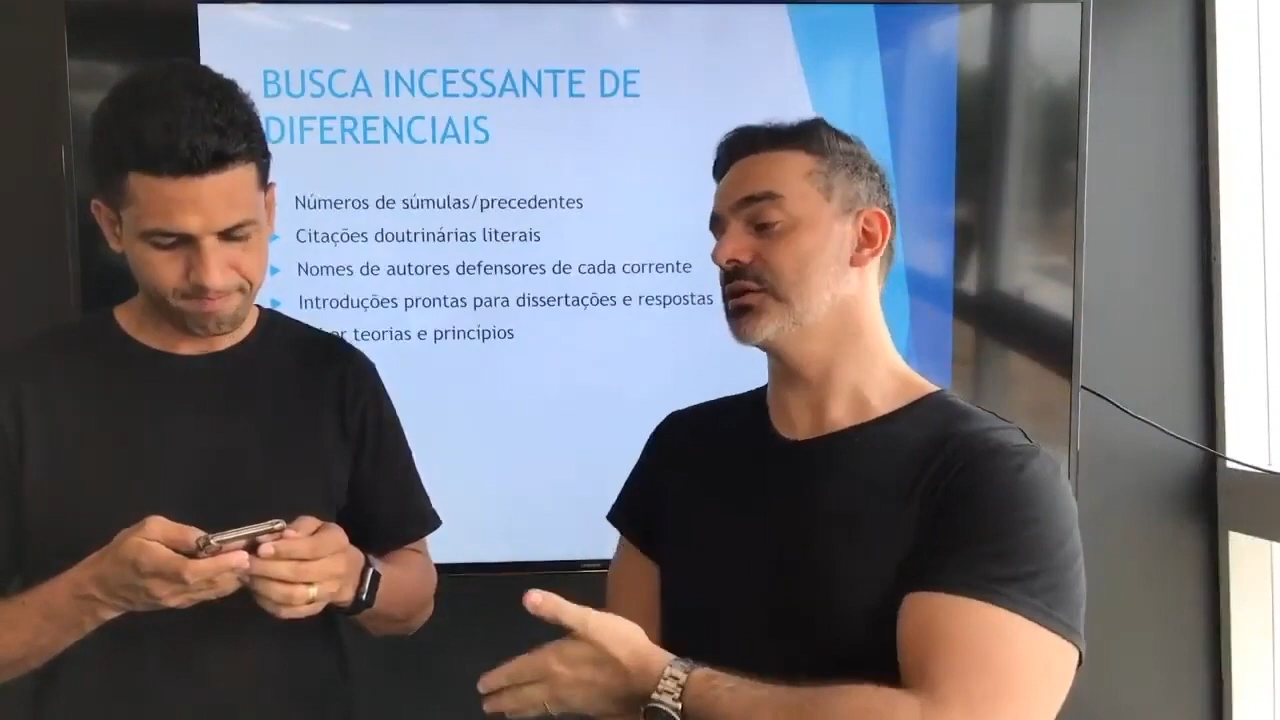 BUSCA INCESSANTE DE
DIFERENCIAIS
Números de súmulas/precedentes
Citações doutrinárias literais
Nomes de autores defensores de cada corrente
Introduções prontas para dissertações e respostas
teorias e princípios